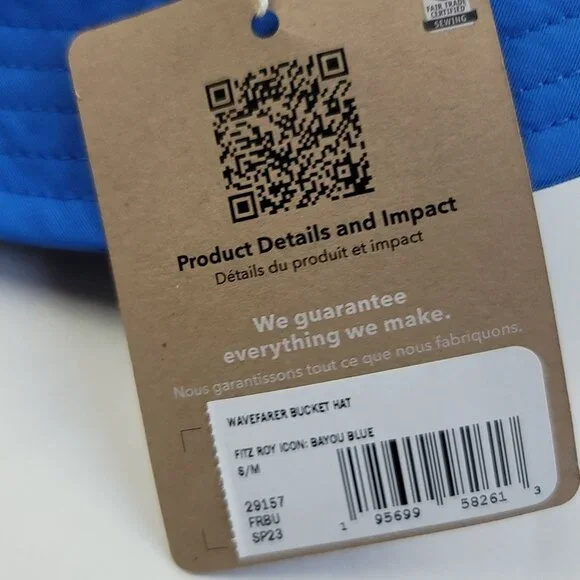 FAIR TRADE
CERTIFIED
SEWING
Product Details and Impact
Détails du produit et impact
We guarantee
everything we make.
Nous garantissons tout ce que nous fabriquons.
WAVEFARER BUCKET HAT
FITZ ROY ICON: BAYOU BLUE
S/M
29157
FRBU
SP23
1 95699 58261 3